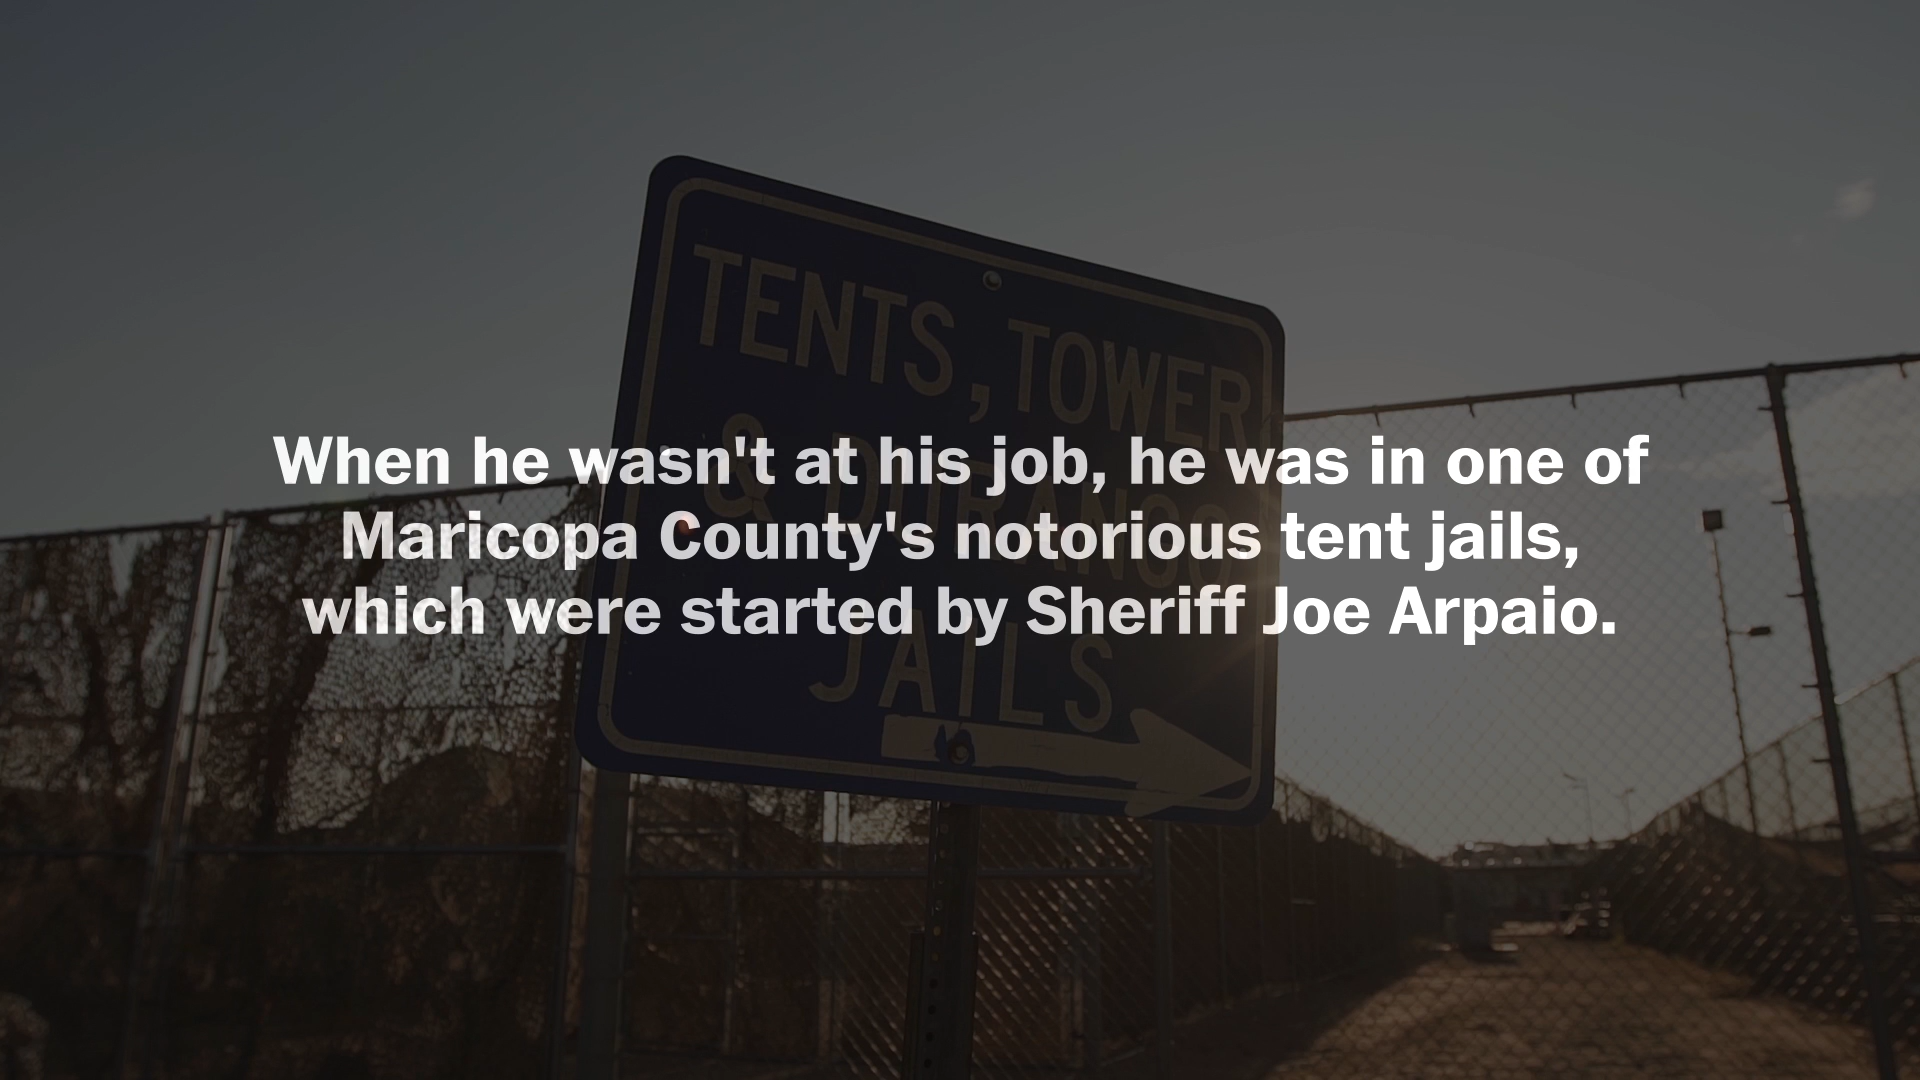 TENTS, TOWER
& DURANGO
JAILS
When he wasn't at his job, he was in one of
Maricopa County's notorious tent jails,
which were started by Sheriff Joe Arpaio.